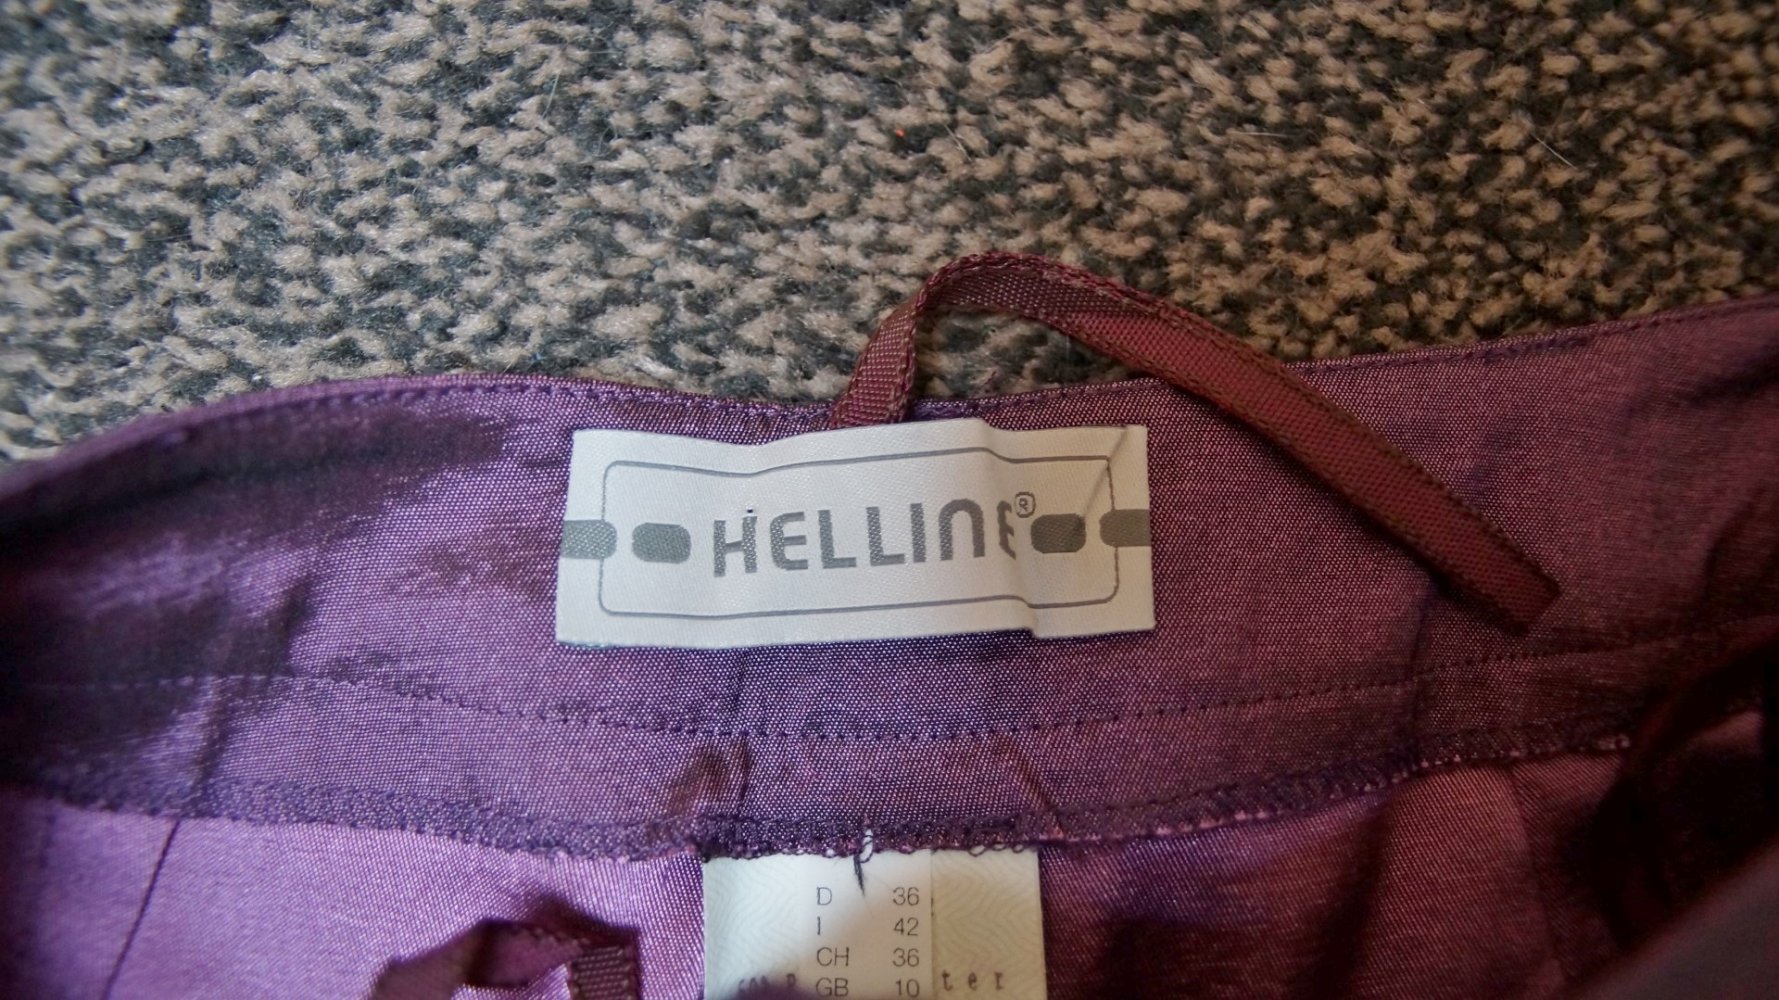 HELLINE®
D 36
I 42
CH 36
GB 10